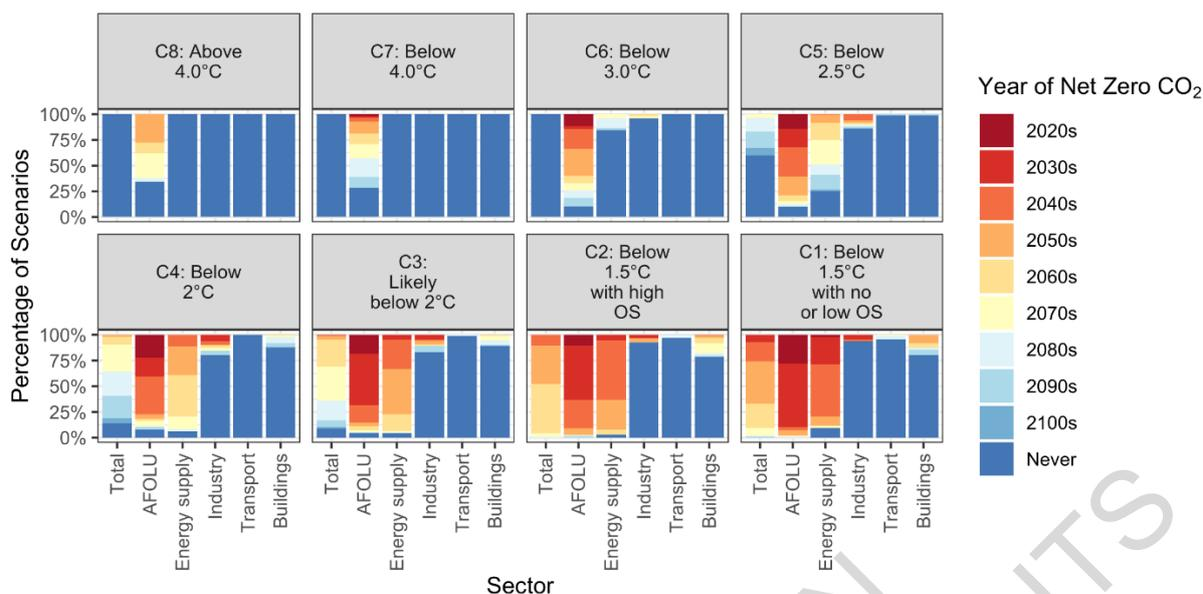 C8: Above
4.0°C
C7: Below
4.0°C
C6: Below
3.0°C
C5: Below
2.5°C
100%
75%
50%
25%
0%
C4: Below
2°C
C3:
Likely
below 2°C
C2: Below
1.5°C
with high
OS
C1: Below
1.5°C
with no
or low OS
100%
75%
50%
25%
0%
Percentage of Scenarios
Total
AFOLU
Energy supply
Industry
Transport
Buildings
Total
AFOLU
Energy supply
Industry
Transport
Buildings
Total
AFOLU
Energy supply
Industry
Transport
Buildings
Total
AFOLU
Energy supply
Industry
Transport
Buildings
Sector
Year of Net Zero CO₂
2020s
2030s
2040s
2050s
2060s
2070s
2080s
2090s
2100s
Never